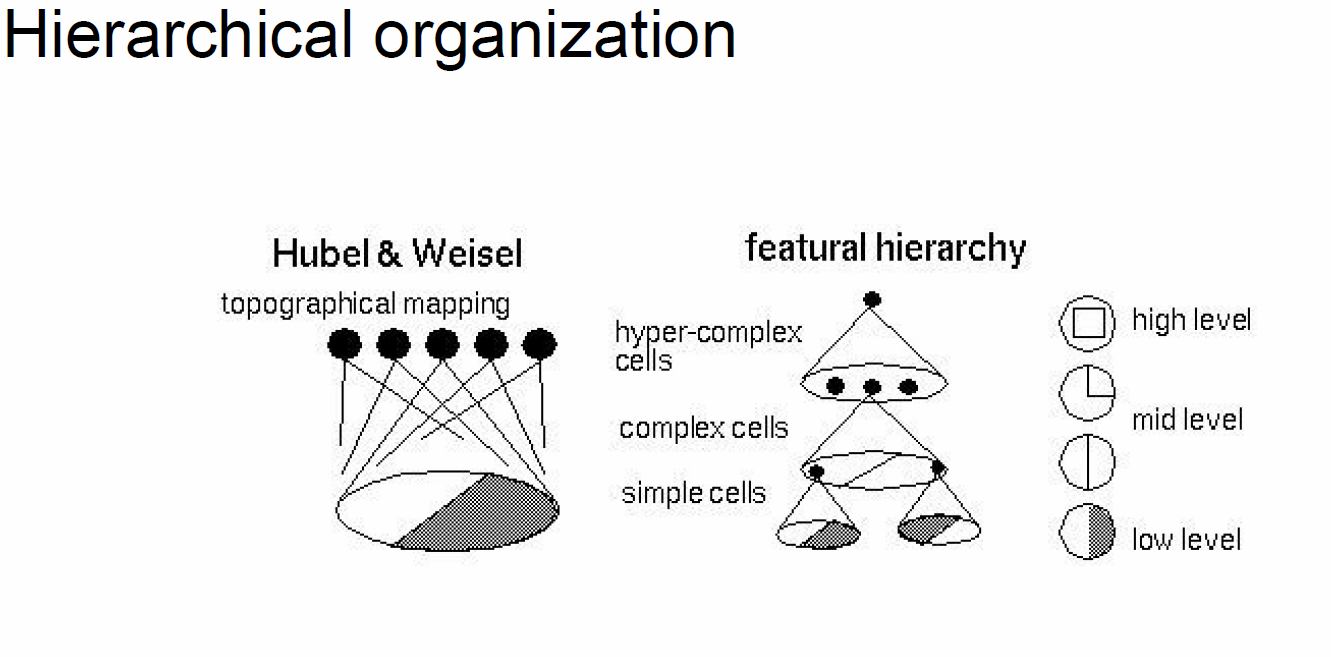 Hierarchical organization
Hubel & Weisel
topographical mapping
featural hierarchy
hyper-complex
cells
complex cells
simple cells
high level
mid level
low level